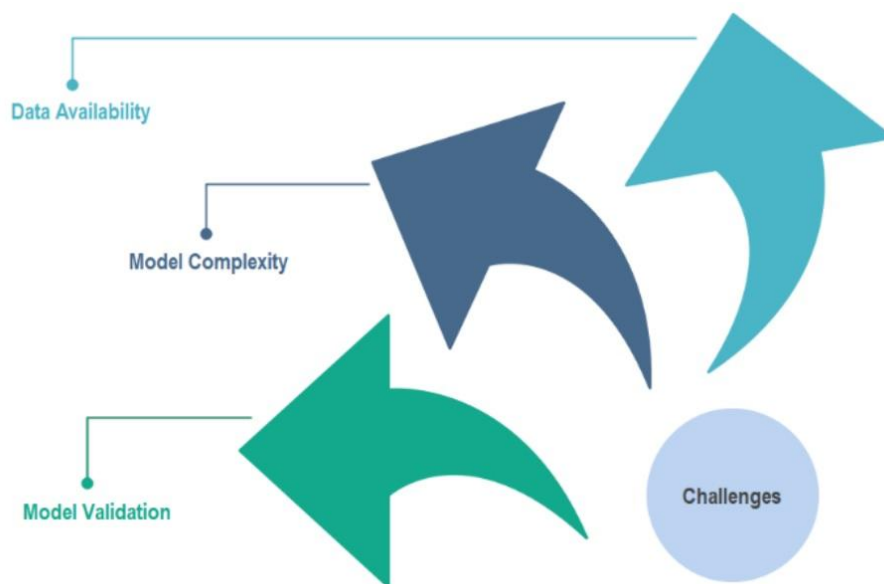 Data Availability
Model Complexity
Model Validation
Challenges